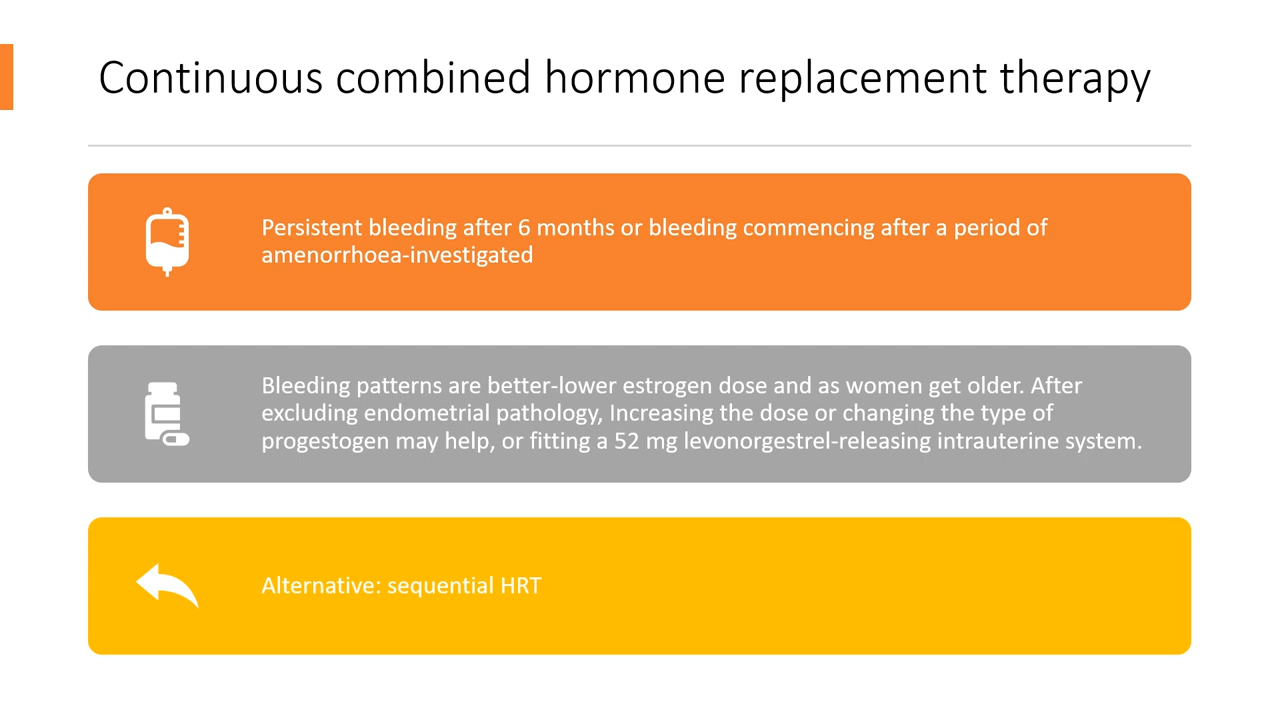 Continuous combined hormone replacement therapy
Persistent bleeding after 6 months or bleeding commencing after a period of
amenorrhoea-investigated
Bleeding patterns are better-lower estrogen dose and as women get older. After
excluding endometrial pathology, Increasing the dose or changing the type of
progestogen may help, or fitting a 52 mg levonorgestrel-releasing intrauterine system.
Alternative: sequential HRT